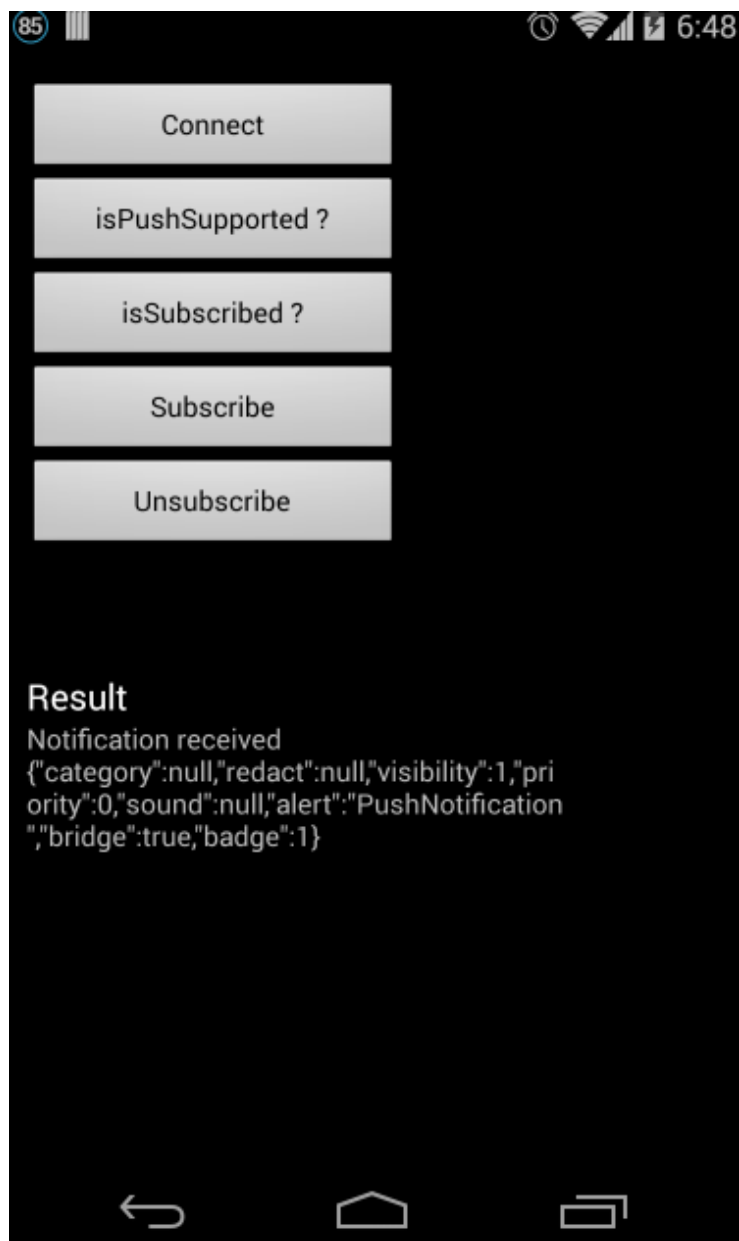 85 6:48
Connect
isPushSupported ?
isSubscribed ?
Subscribe
Unsubscribe
Result
Notification received
{"category":null,"redact":null,"visibility":1,"pri
ority":0,"sound":null,"alert":"PushNotification
","bridge":true,"badge":1}